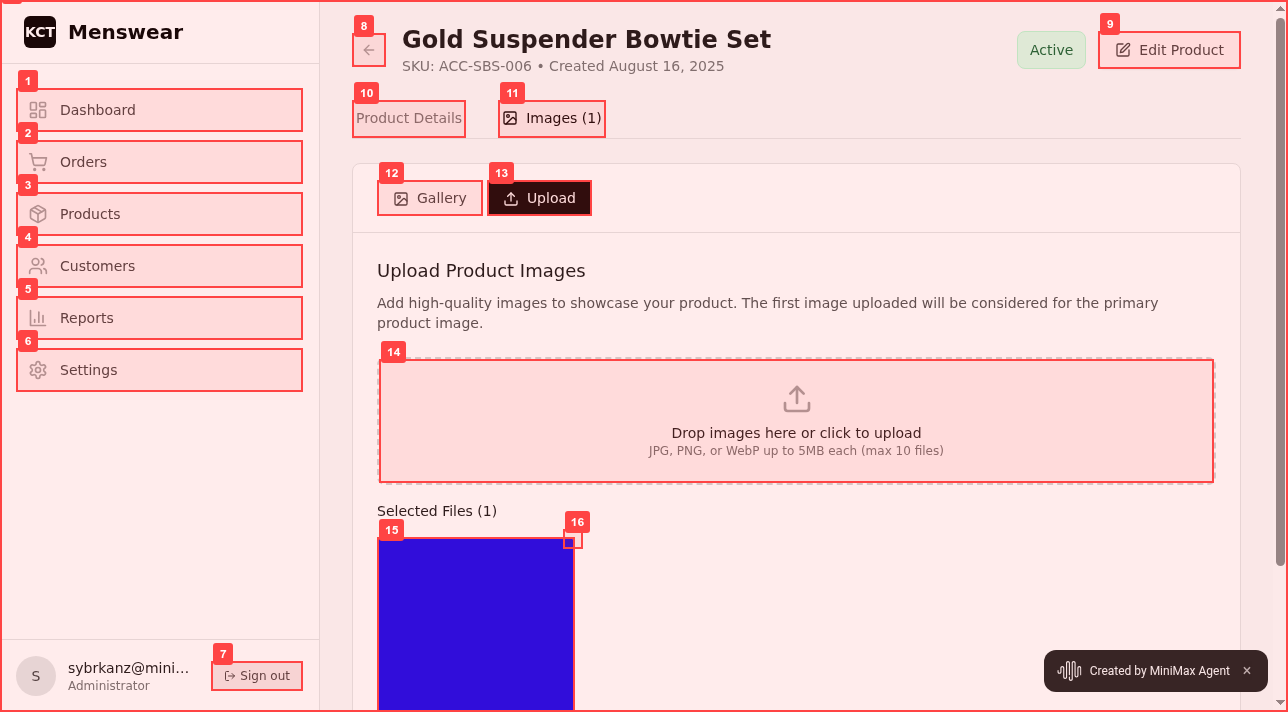 KCT Menswear
1
Dashboard
2
Orders
3
Products
4
Customers
5
Reports
6
Settings
S
sybrkanz@mini...
Administrator
7
Sign out
8
Gold Suspender Bowtie Set
SKU: ACC-SBS-006 • Created August 16, 2025
Active
9
Edit Product
10
Product Details
11
Images (1)
12
Gallery
13
Upload
Upload Product Images
Add high-quality images to showcase your product. The first image uploaded will be considered for the primary
product image.
14
Drop images here or click to upload
JPG, PNG, or WebP up to 5MB each (max 10 files)
Selected Files (1)
15
16
Created by MiniMax Agent ×